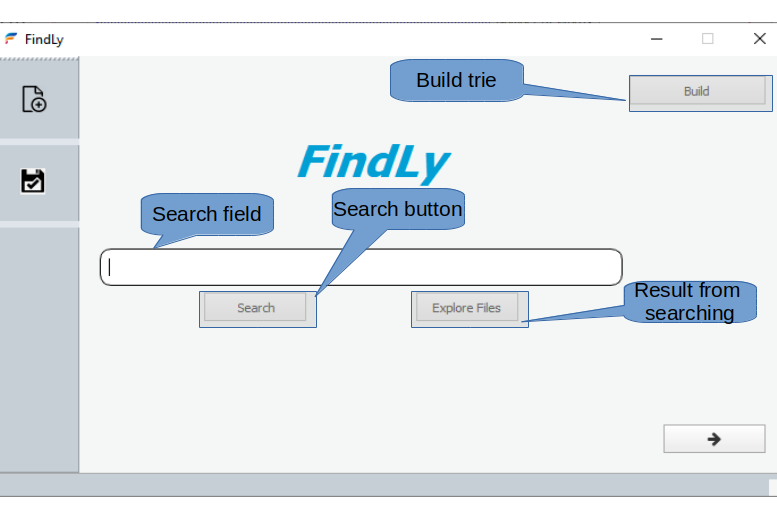 FindLy
Build trie
Build
FindLy
Search field
Search button
Search
Explore Files
Result from
searching